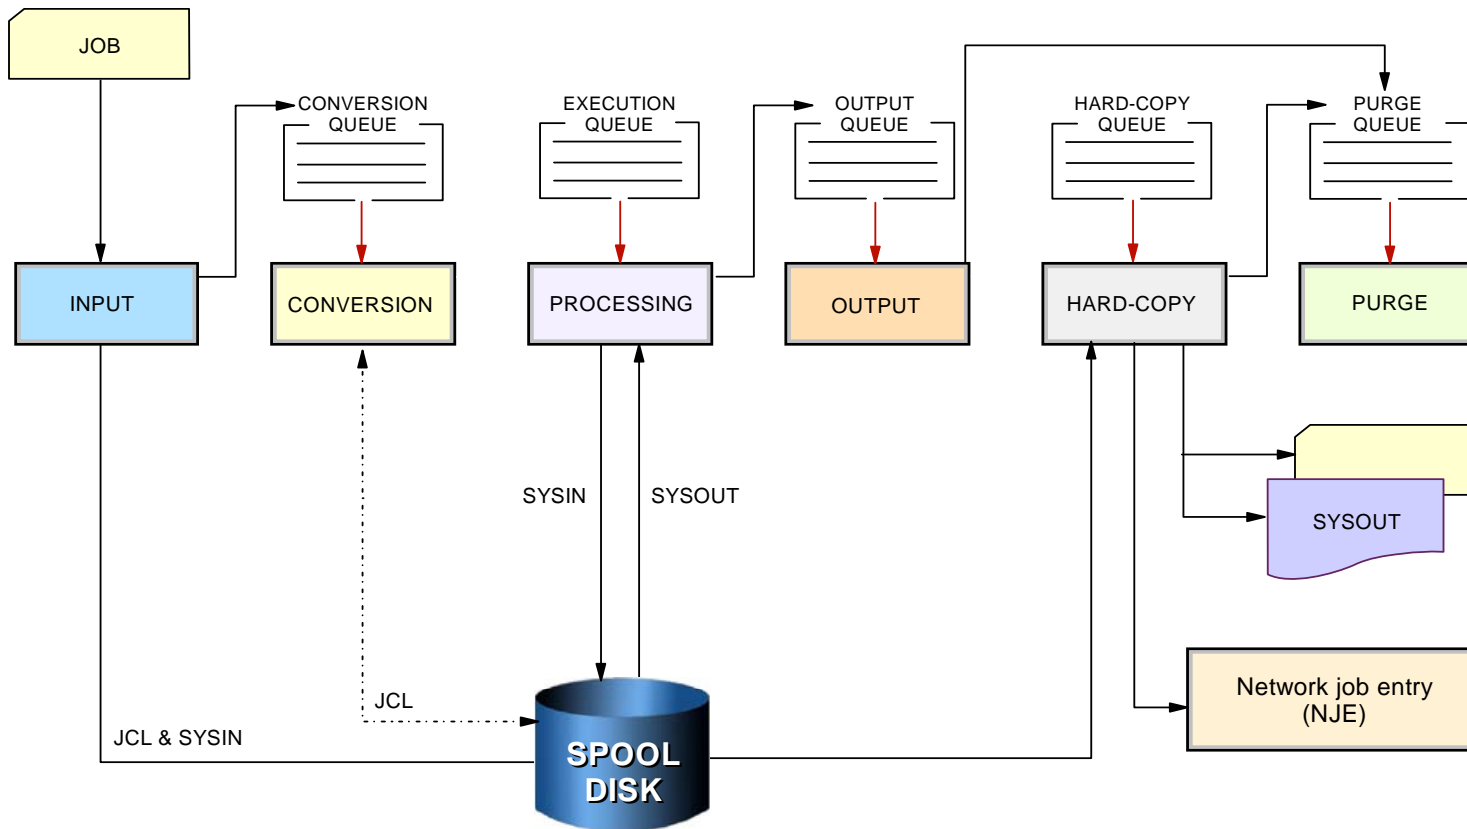 JOB
CONVERSION
QUEUE
EXECUTION
QUEUE
OUTPUT
QUEUE
HARD-COPY
QUEUE
PURGE
QUEUE
INPUT
CONVERSION
PROCESSING
OUTPUT
HARD-COPY
PURGE
SYSIN
SYSOUT
SYSOUT
JCL
JCL & SYSIN
SPOOL
DISK
Network job entry
(NJE)